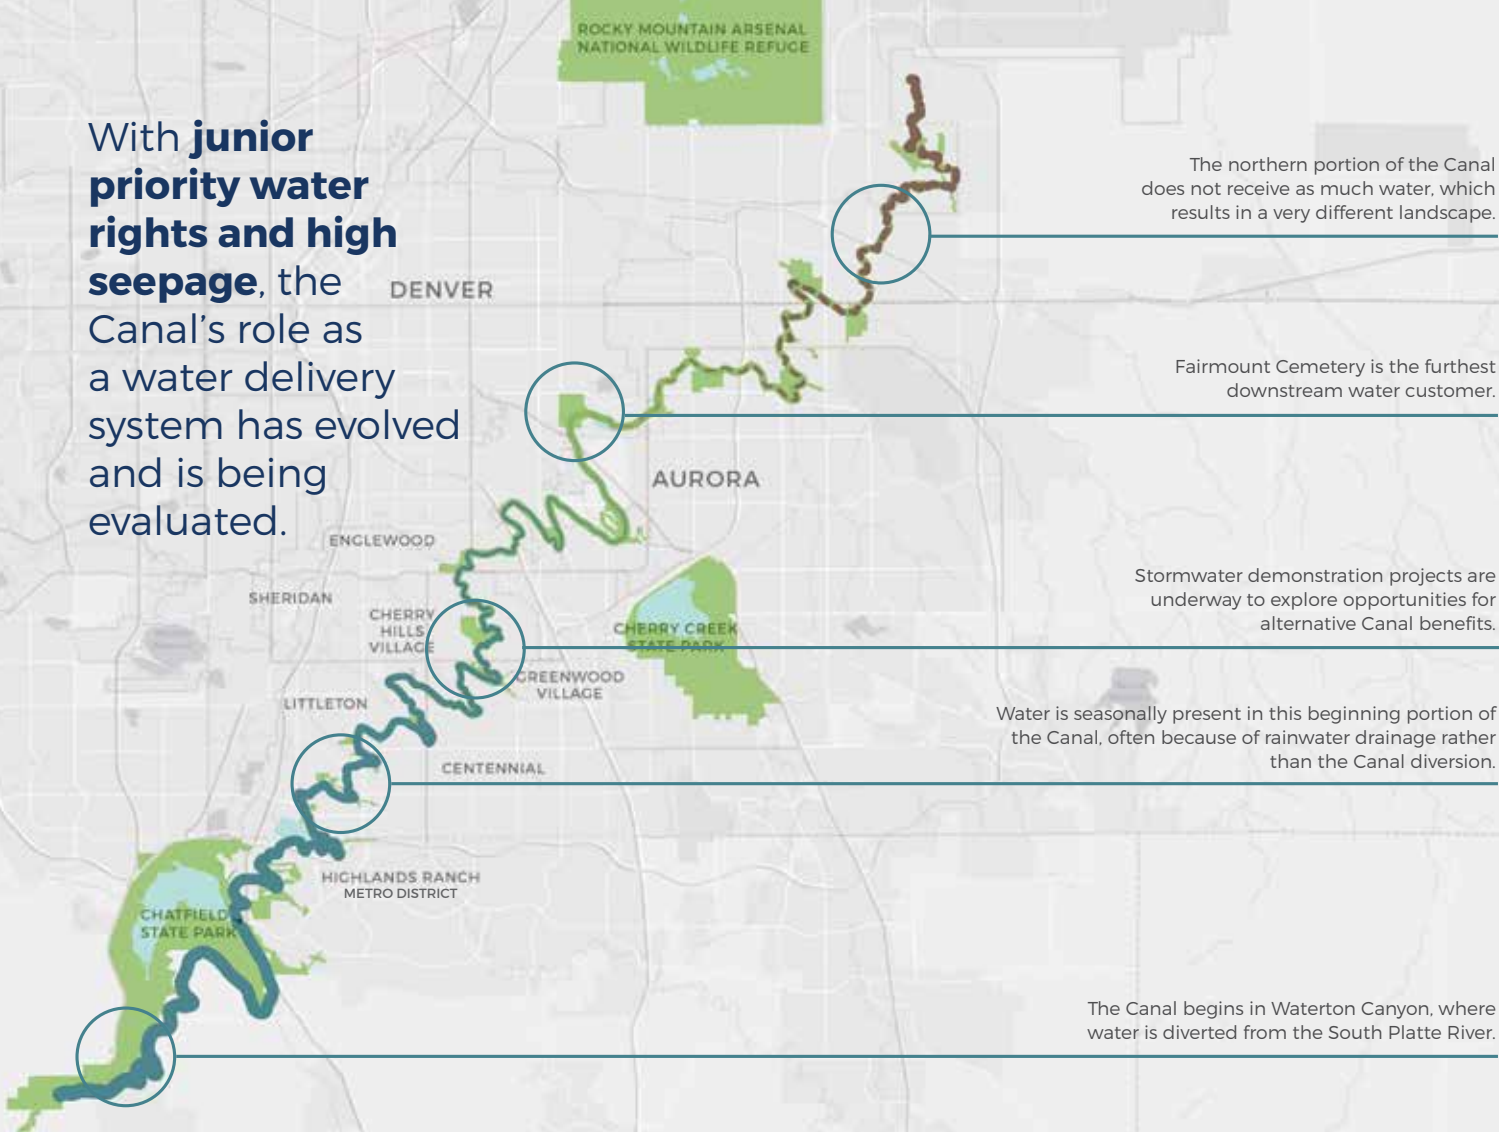 ROCKY MOUNTAIN ARSENAL
NATIONAL WILDLIFE REFUGE
With junior
priority water
rights and high
seepage, the
Canal's role as
a water delivery
system has evolved
and is being
evaluated.
DENVER
The northern portion of the Canal
does not receive as much water, which
results in a very different landscape.
Fairmount Cemetery is the furthest
downstream water customer.
AURORA
ENGLEWOOD
SHERIDAN
CHERRY
HILLS
VILLAGE
CHERRY CREEK
STATE PARK
Stormwater demonstration projects are
underway to explore opportunities for
alternative Canal benefits.
GREENWOOD
VILLAGE
LITTLETON
Water is seasonally present in this beginning portion of
the Canal, often because of rainwater drainage rather
than the Canal diversion.
CENTENNIAL
HIGHLANDS RANCH
METRO DISTRICT
CHATFIELD
STATE PARK
The Canal begins in Waterton Canyon, where
water is diverted from the South Platte River.